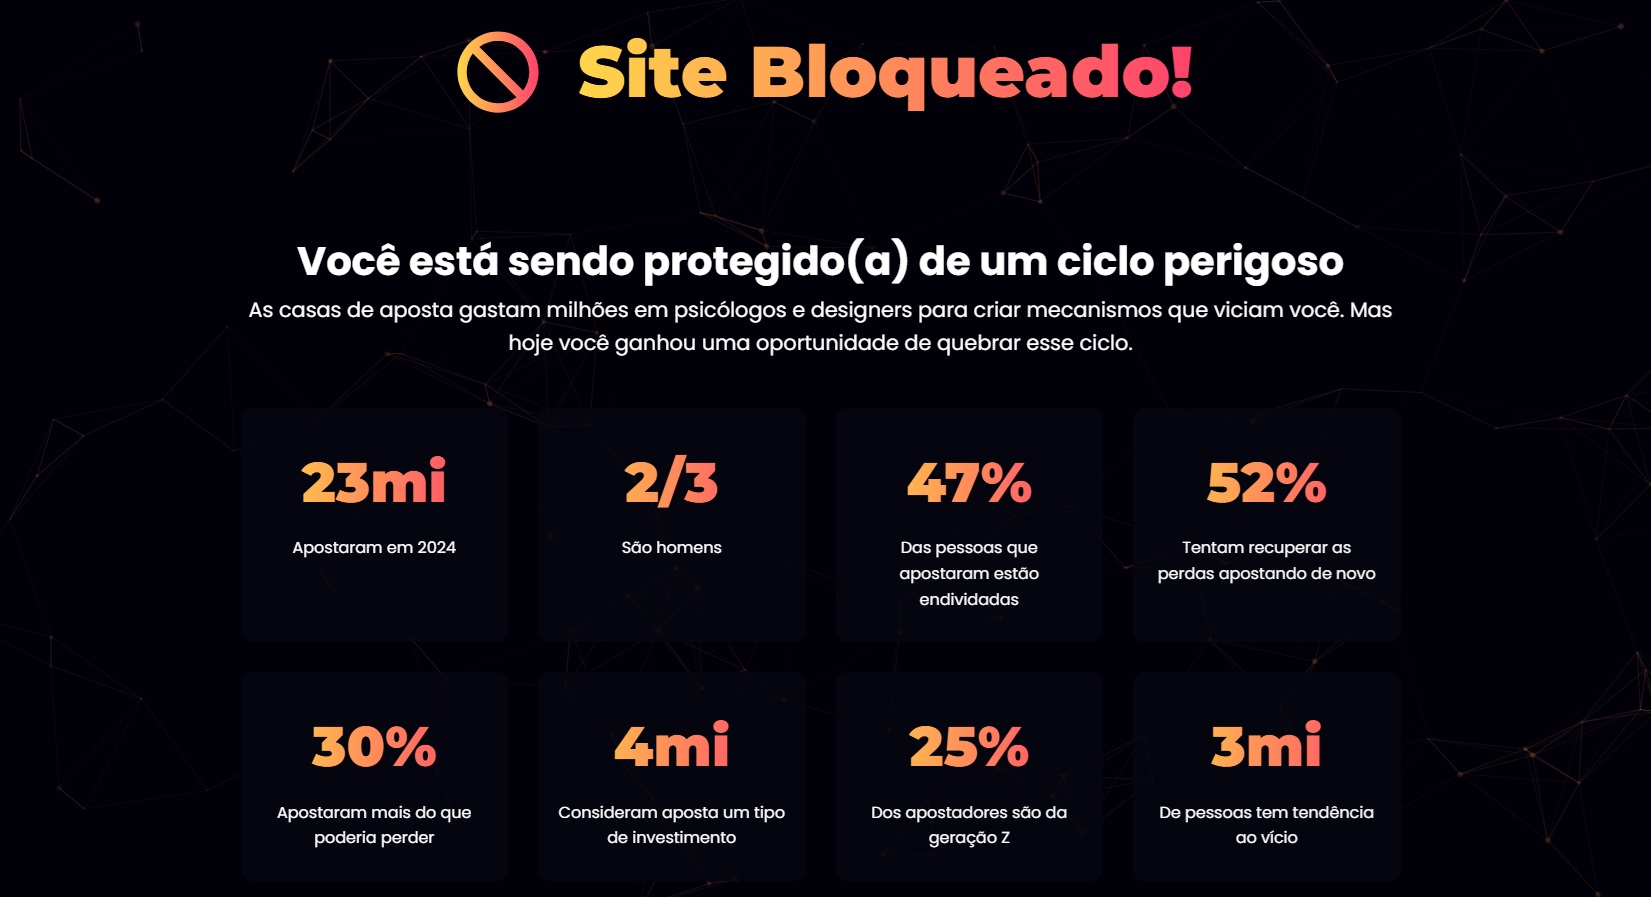 Site Bloqueado!
Você está sendo protegido(a) de um ciclo perigoso
As casas de aposta gastam milhões em psicólogos e designers para criar mecanismos que viciam você. Mas
hoje você ganhou uma oportunidade de quebrar esse ciclo.
23mi
Apostaram em 2024
2/3
São homens
47%
Das pessoas que
apostaram estão
endividadas
52%
Tentam recuperar as
perdas apostando de novo
30%
Apostaram mais do que
poderia perder
4mi
Consideram aposta um tipo
de investimento
25%
Dos apostadores são da
geração Z
3mi
De pessoas tem tendência
ao vício